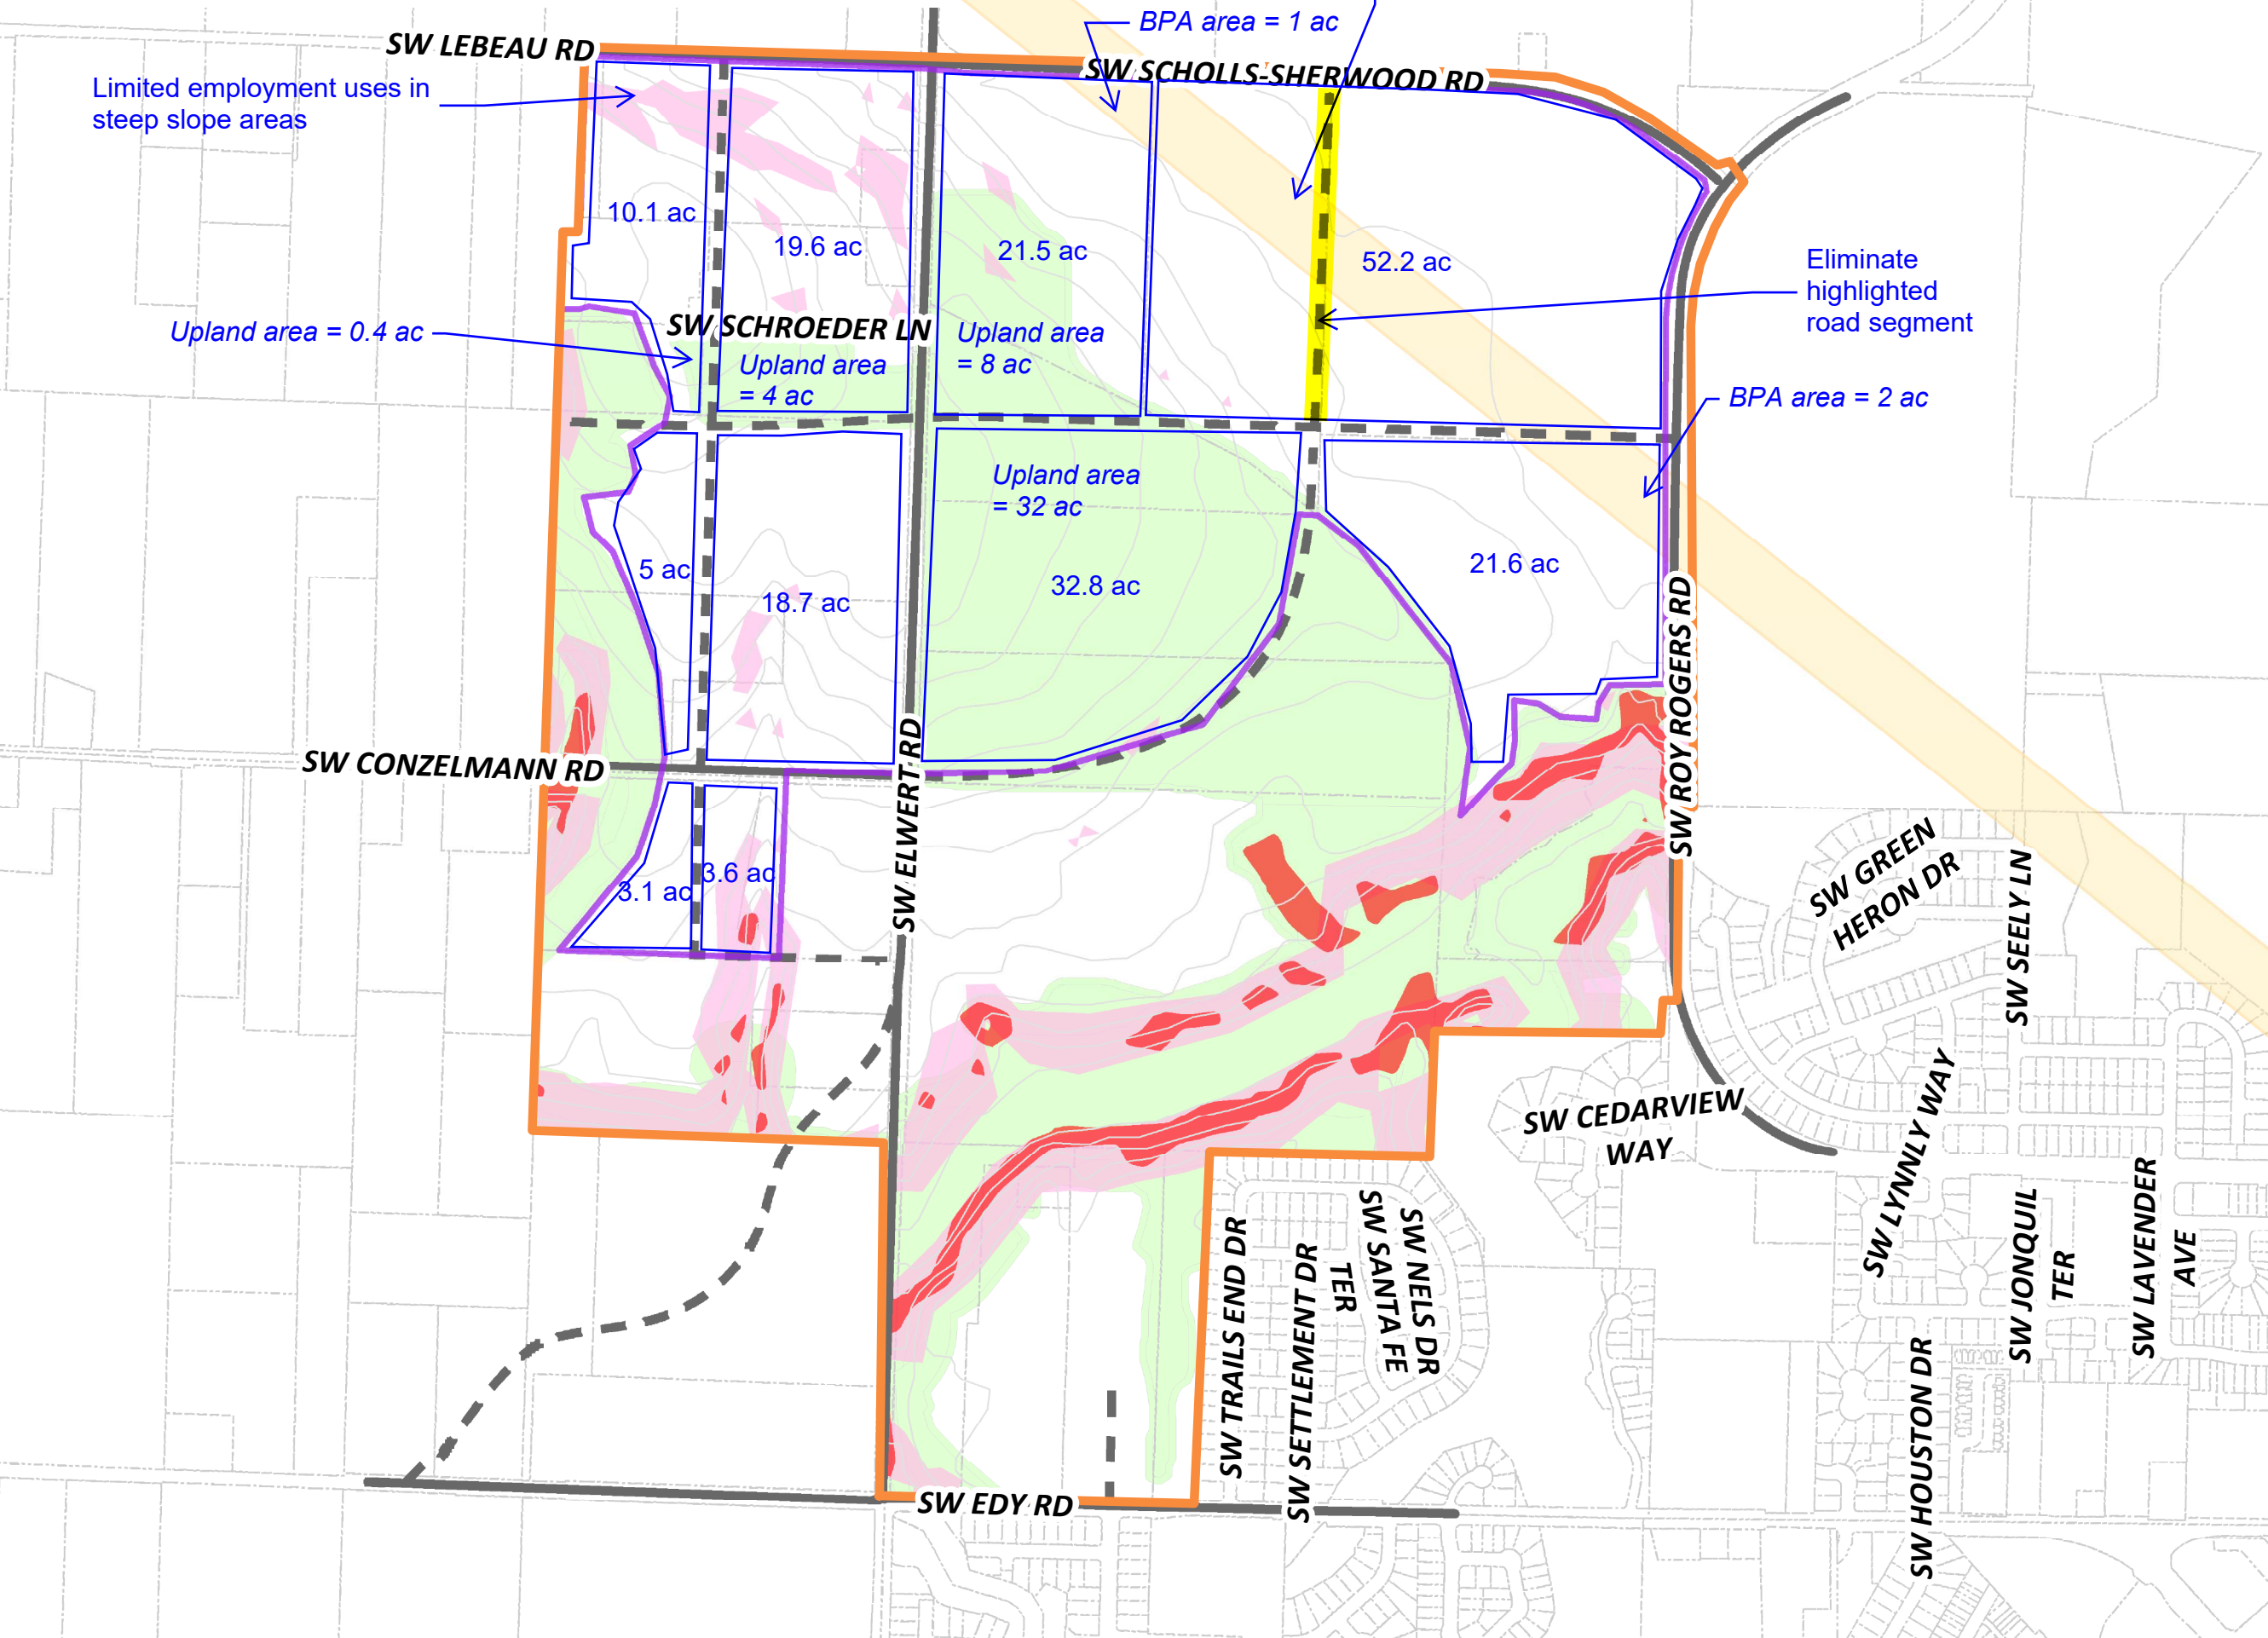 BPA area = 1 ac
SW LEBEAU RD
SW SCHOLLS-SHERWOOD RD
Limited employment uses in
steep slope areas
10.1 ac
19.6 ac
21.5 ac
52.2 ac
Eliminate
highlighted
road segment
Upland area = 0.4 ac
SW SCHROEDER LN
Upland area
= 4 ac
Upland area
= 8 ac
BPA area = 2 ac
Upland area
= 32 ac
5 ac
18.7 ac
32.8 ac
21.6 ac
SW ROY ROGERS RD
SW CONZELMANN RD
SW ELWERT RD
3.1 ac
3.6 ac
SW GREEN
HERON DR
SW SEELY LN
SW CEDARVIEW
WAY
SW LYNNLY WAY
SW TRAILS END DR
SW SETTLEMENT DR
SW SANTA FE
TER
SW NELS DR
SW JONQUIL
TER
SW LAVENDER
AVE
SW HOUSTON DR
SW EDY RD